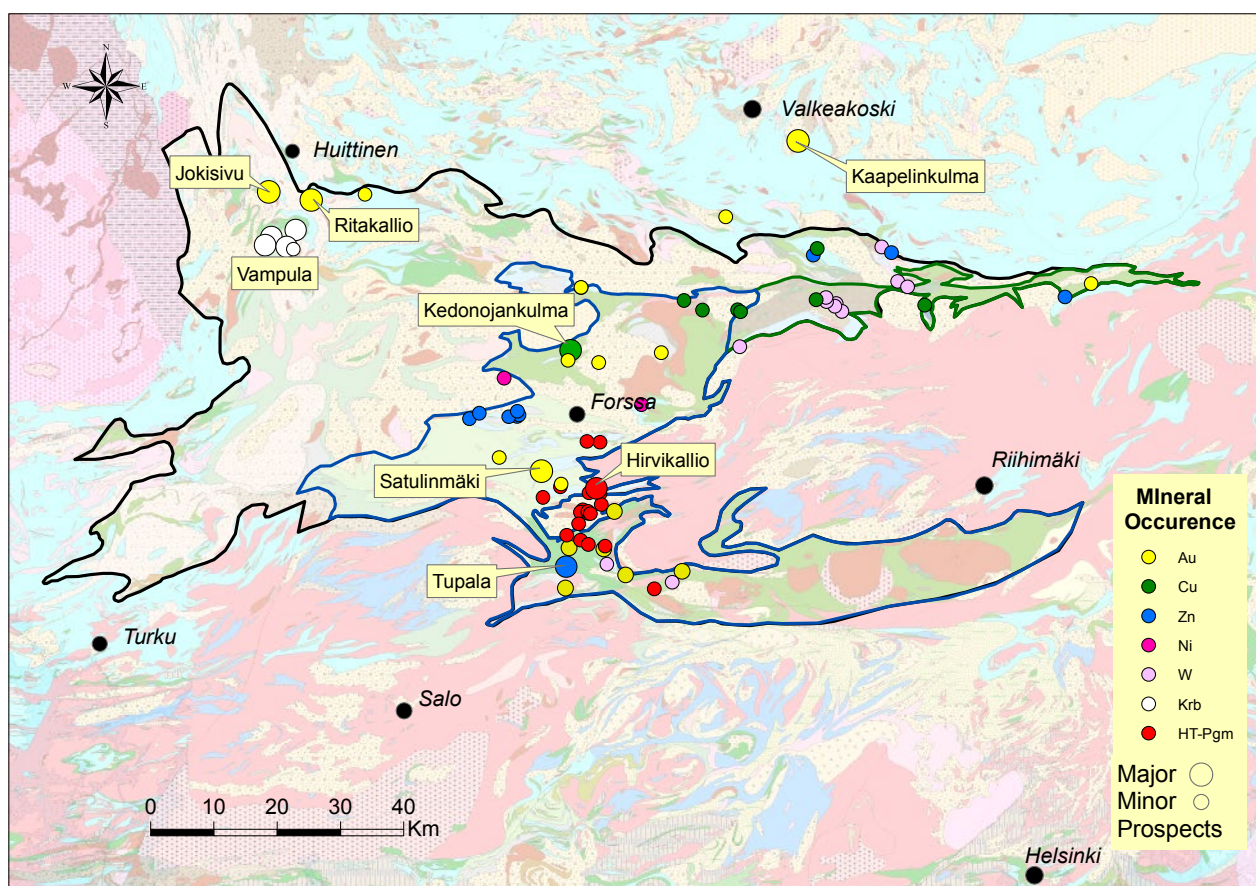 N
W E
S
Valkeakoski
Huittinen
Kaapelinkulma
Jokisivu
Ritakallio
Vampula
Kedonojankulma
Forssa
Hirvikallio
Satulinmäki
Riihimäki
Tupala
MIneral
Occurence
Au
Cu
Zn
Ni
W
Krb
HT-Pgm
Major
Minor
Prospects
Turku
Salo
0 10 20 30 40
Km
Helsinki